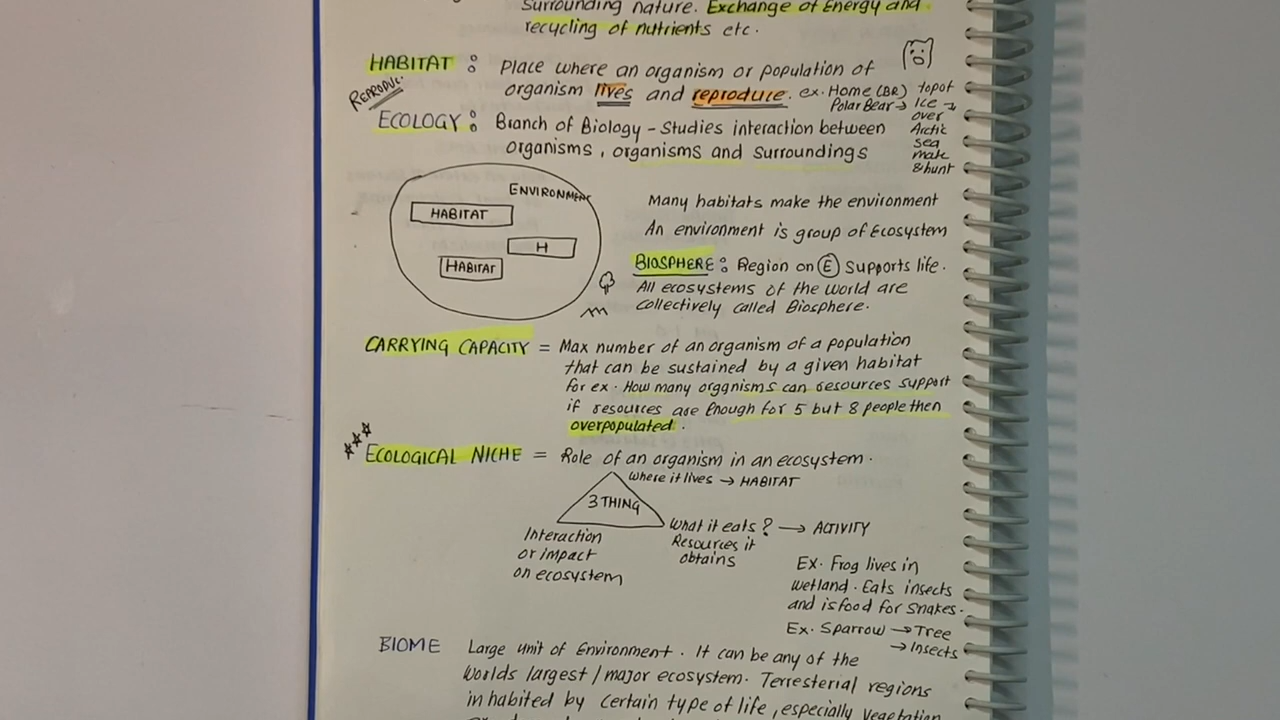 Surrounding nature. Exchange of Energy and
recycling of nutrients etc.
HABITAT : Place where an organism or population of
organism lives and reproduce. ex. Home (BR)
Polar Bear → Ice → topof
over
Arctic
sea
mate
& hunt
REPRODUC.
ECOLOGY : Branch of Biology - Studies interaction between
organisms, organisms and Surroundings
ENVIRONMENT
HABITAT
H
HABITAT
Many habitats make the environment
An environment is group of Ecosystem
BIOSPHERE : Region on E supports life.
All ecosystems of the world are
collectively called Biosphere.
CARRYING CAPACITY = Max number of an organism of a population
that can be sustained by a given habitat
for ex. How many organisms can resources support
if resources are Enough for 5 but 8 people then
overpopulated.
ECOLOGICAL NICHE = Role of an organism in an ecosystem.
Where it lives → HABITAT
3 THING
What it eats? → ACTIVITY
Resources it
obtains
Interaction
or impact
on ecosystem
Ex. Frog lives in
wetland. Eats insects
and is food for snakes.
Ex. Sparrow → Tree
→ Insects
BIOME Large unit of Environment. It can be any of the
Worlds largest / major ecosystem. Terresterial regions
in habited by certain type of life, especially vegetation